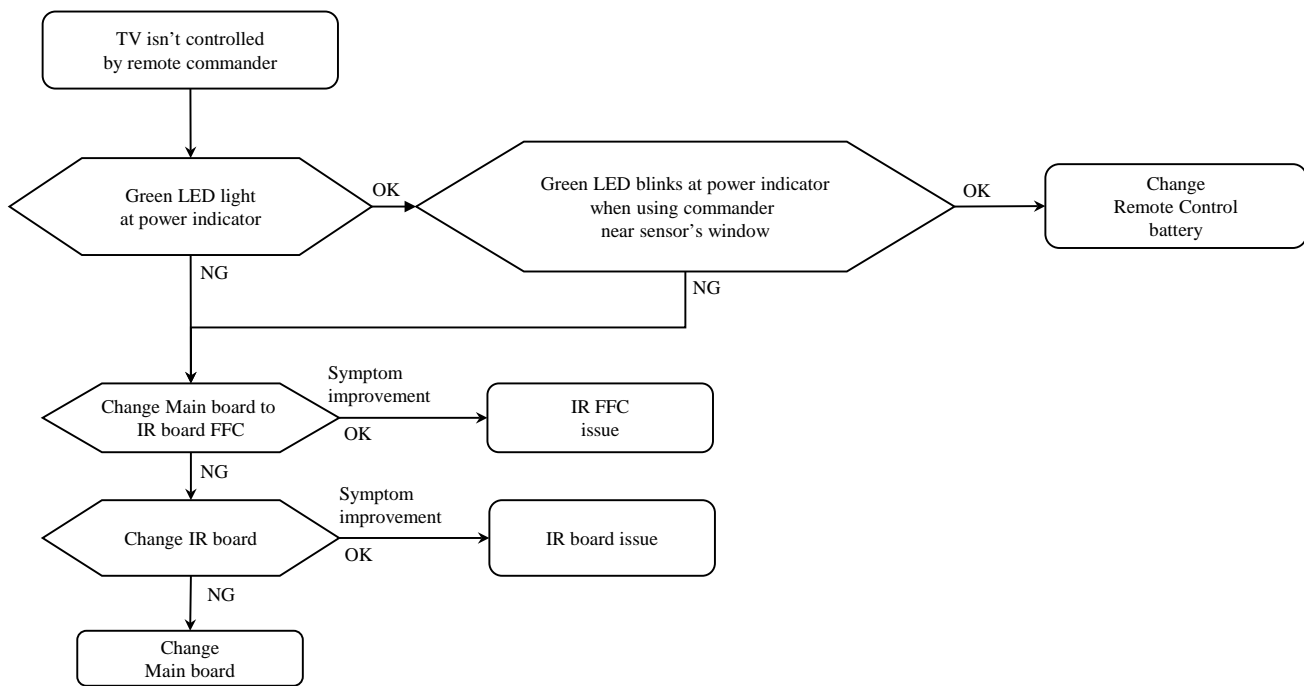 TV isn’t controlled
by remote commander
Green LED light
at power indicator
OK
Green LED blinks at power indicator
when using commander
near sensor’s window
OK
Change
Remote Control
battery
NG
NG
Change Main board to
IR board FFC
Symptom
improvement
OK
IR FFC
issue
NG
Change IR board
Symptom
improvement
OK
IR board issue
NG
Change
Main board